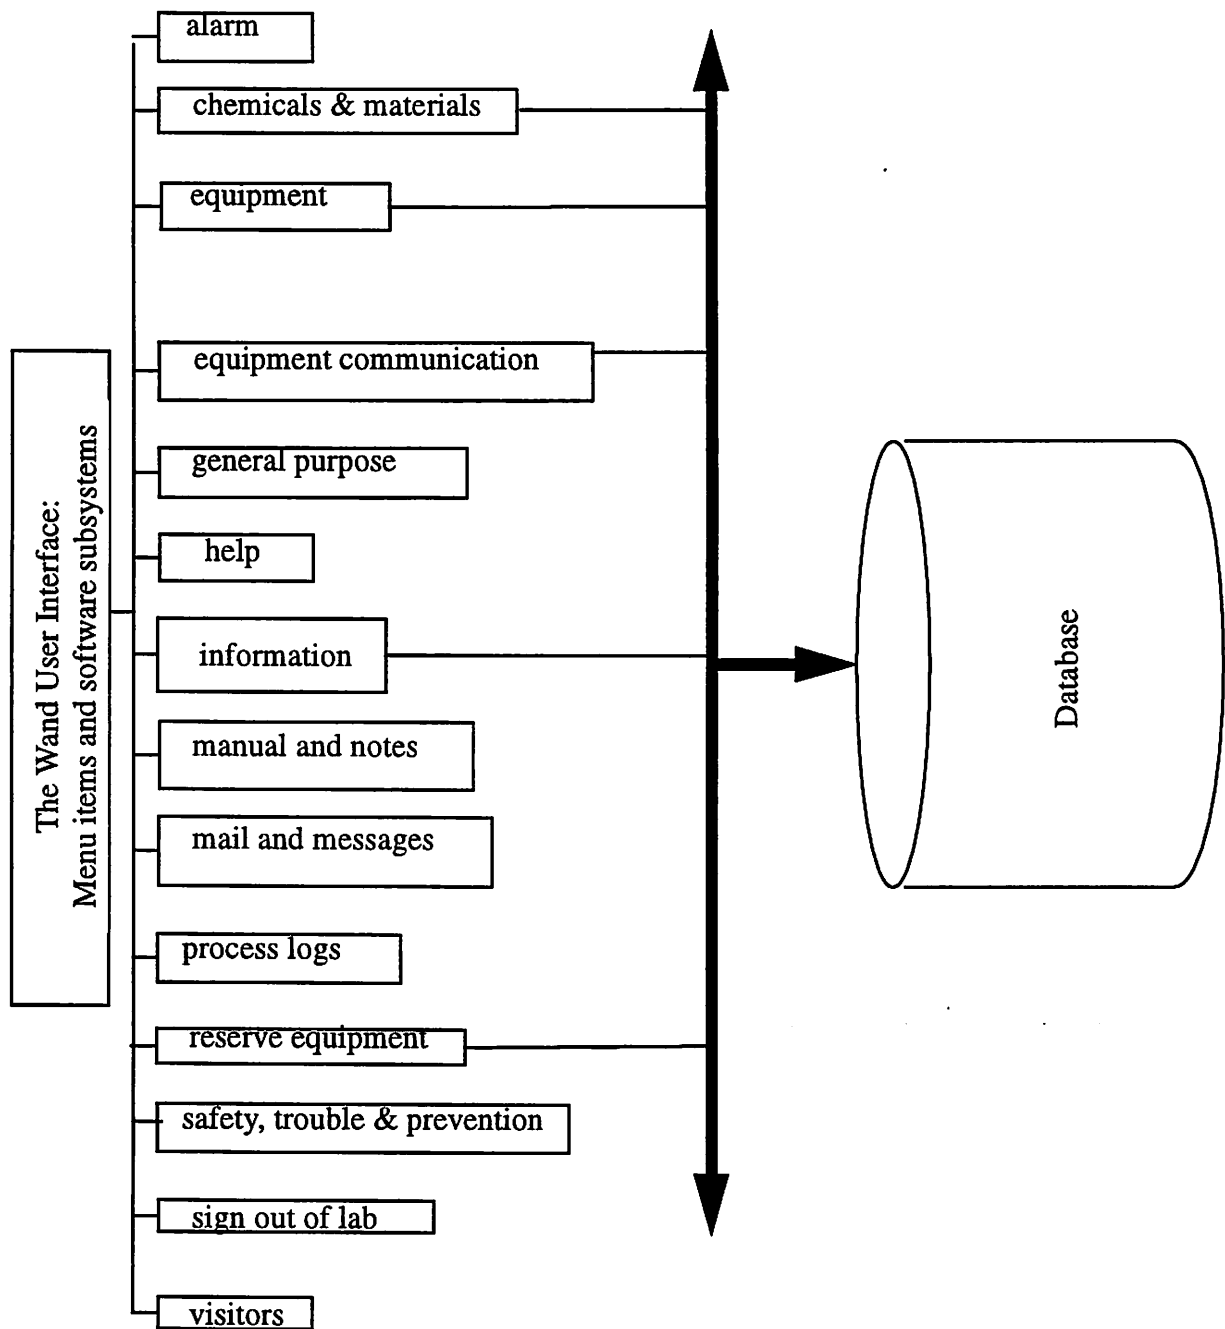 The Wand User Interface:
Menu items and software subsystems
alarm
chemicals & materials
equipment
equipment communication
general purpose
help
information
manual and notes
mail and messages
process logs
reserve equipment
safety, trouble & prevention
sign out of lab
visitors
Database